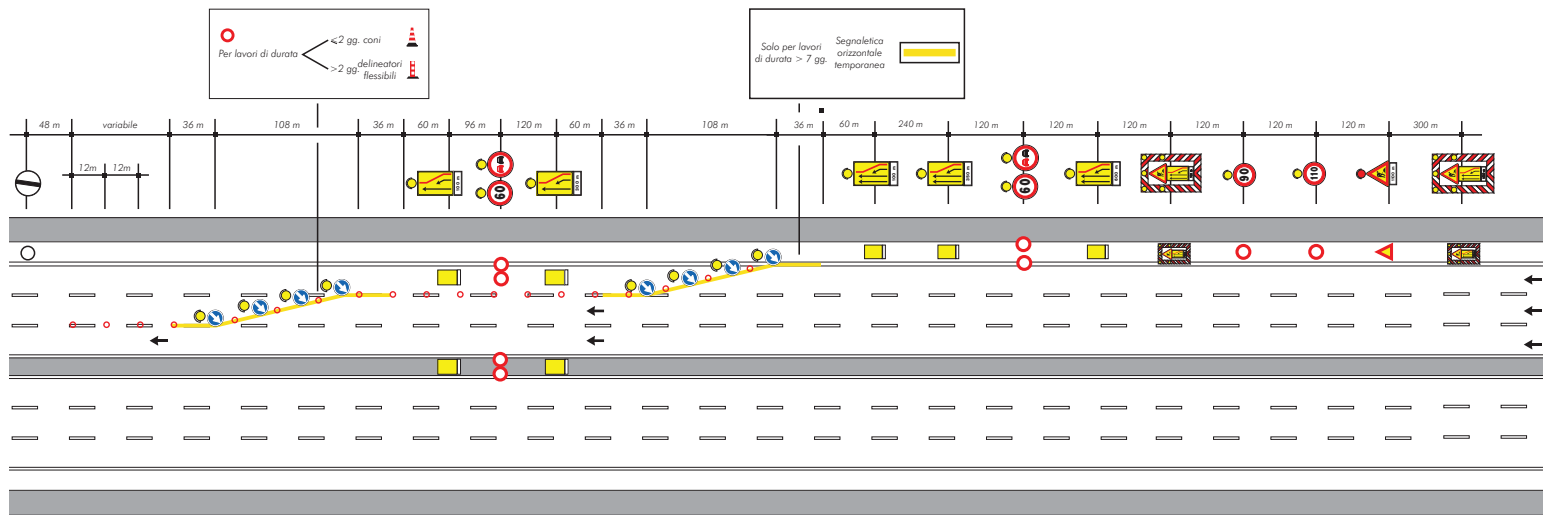 Per lavori di durata
⩽2 gg. coni
>2 gg.
delineatori
flessibili
Solo per lavori
di durata > 7 gg.
Segnaletica
orizzontale
temporanea
48 m
variabile
36 m
108 m
36 m
60 m
96 m
120 m
60 m
36 m
108 m
36 m
60 m
240 m
120 m
120 m
120 m
120 m
120 m
120 m
300 m
12m
12m
60
60
90
110